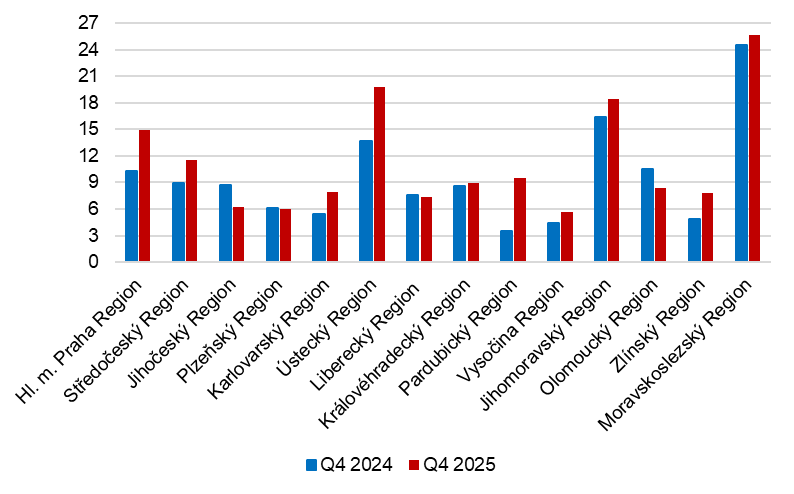 27
24
21
18
15
12
9
6
3
0
Hl. m. Praha Region
Středočeský Region
Jihočeský Region
Plzeňský Region
Karlovarský Region
Ústecký Region
Liberecký Region
Královéhradecký Region
Pardubický Region
Vysočina Region
Jihomoravský Region
Olomoucký Region
Zlínský Region
Moravskoslezský Region
Q4 2024 Q4 2025